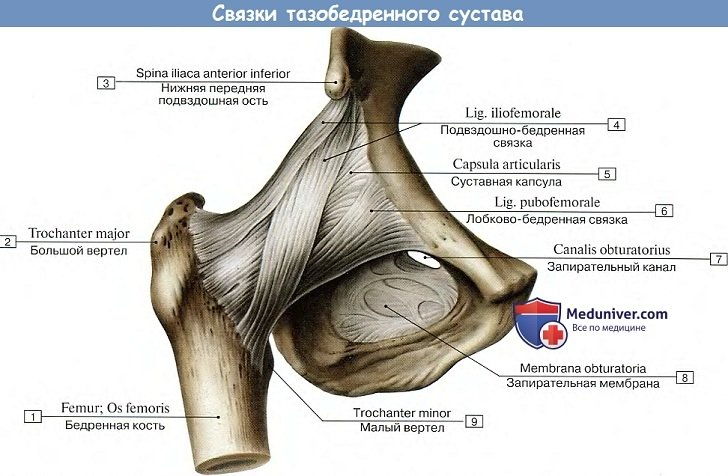 Связки тазобедренного сустава
3
Spina iliaca anterior inferior
Нижняя передняя
подвздошная ость
Lig. iliofemorale
4
Подвздошно-бедренная
связка
Capsula articularis
5
Суставная капсула
Lig. pubofemorale
6
Лобково-бедренная связка
2
Trochanter major
Большой вертел
Canalis obturatorius
7
Запирательный канал
Meduniver.com
Все по медицине
Membrana obturatoria
8
Запирательная мембрана
1
Femur; Os femoris
Бедренная кость
Trochanter minor
9
Малый вертел